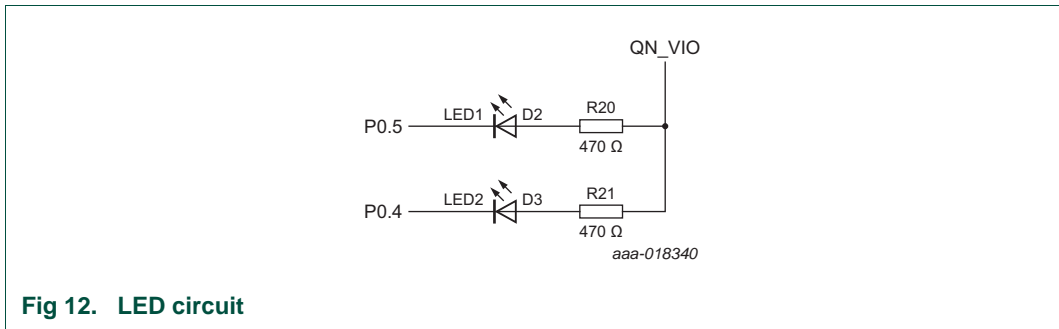 QN_VIO
P0.5
LED1
D2
R20
470 Ω
P0.4
LED2
D3
R21
470 Ω
aaa-018340
Fig 12. LED circuit